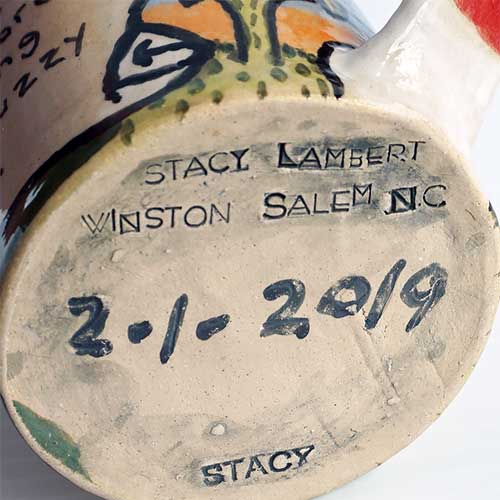 STACY LAMBERT
WINSTON SALEM N.C
2-1-2019
STACY